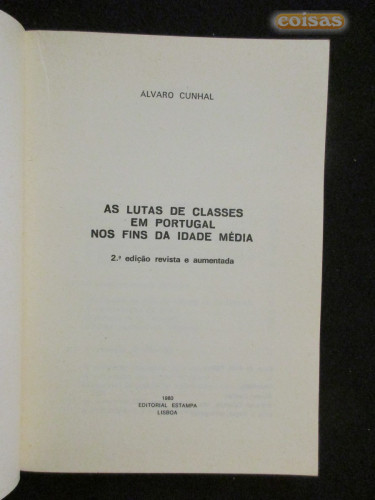 coisas
ALVARO CUNHAL
AS LUTAS DE CLASSES
EM PORTUGAL
NOS FINS DA IDADE MÉDIA
2.ª edição revista e aumentada
1980
EDITORIAL ESTAMPA
LISBOA